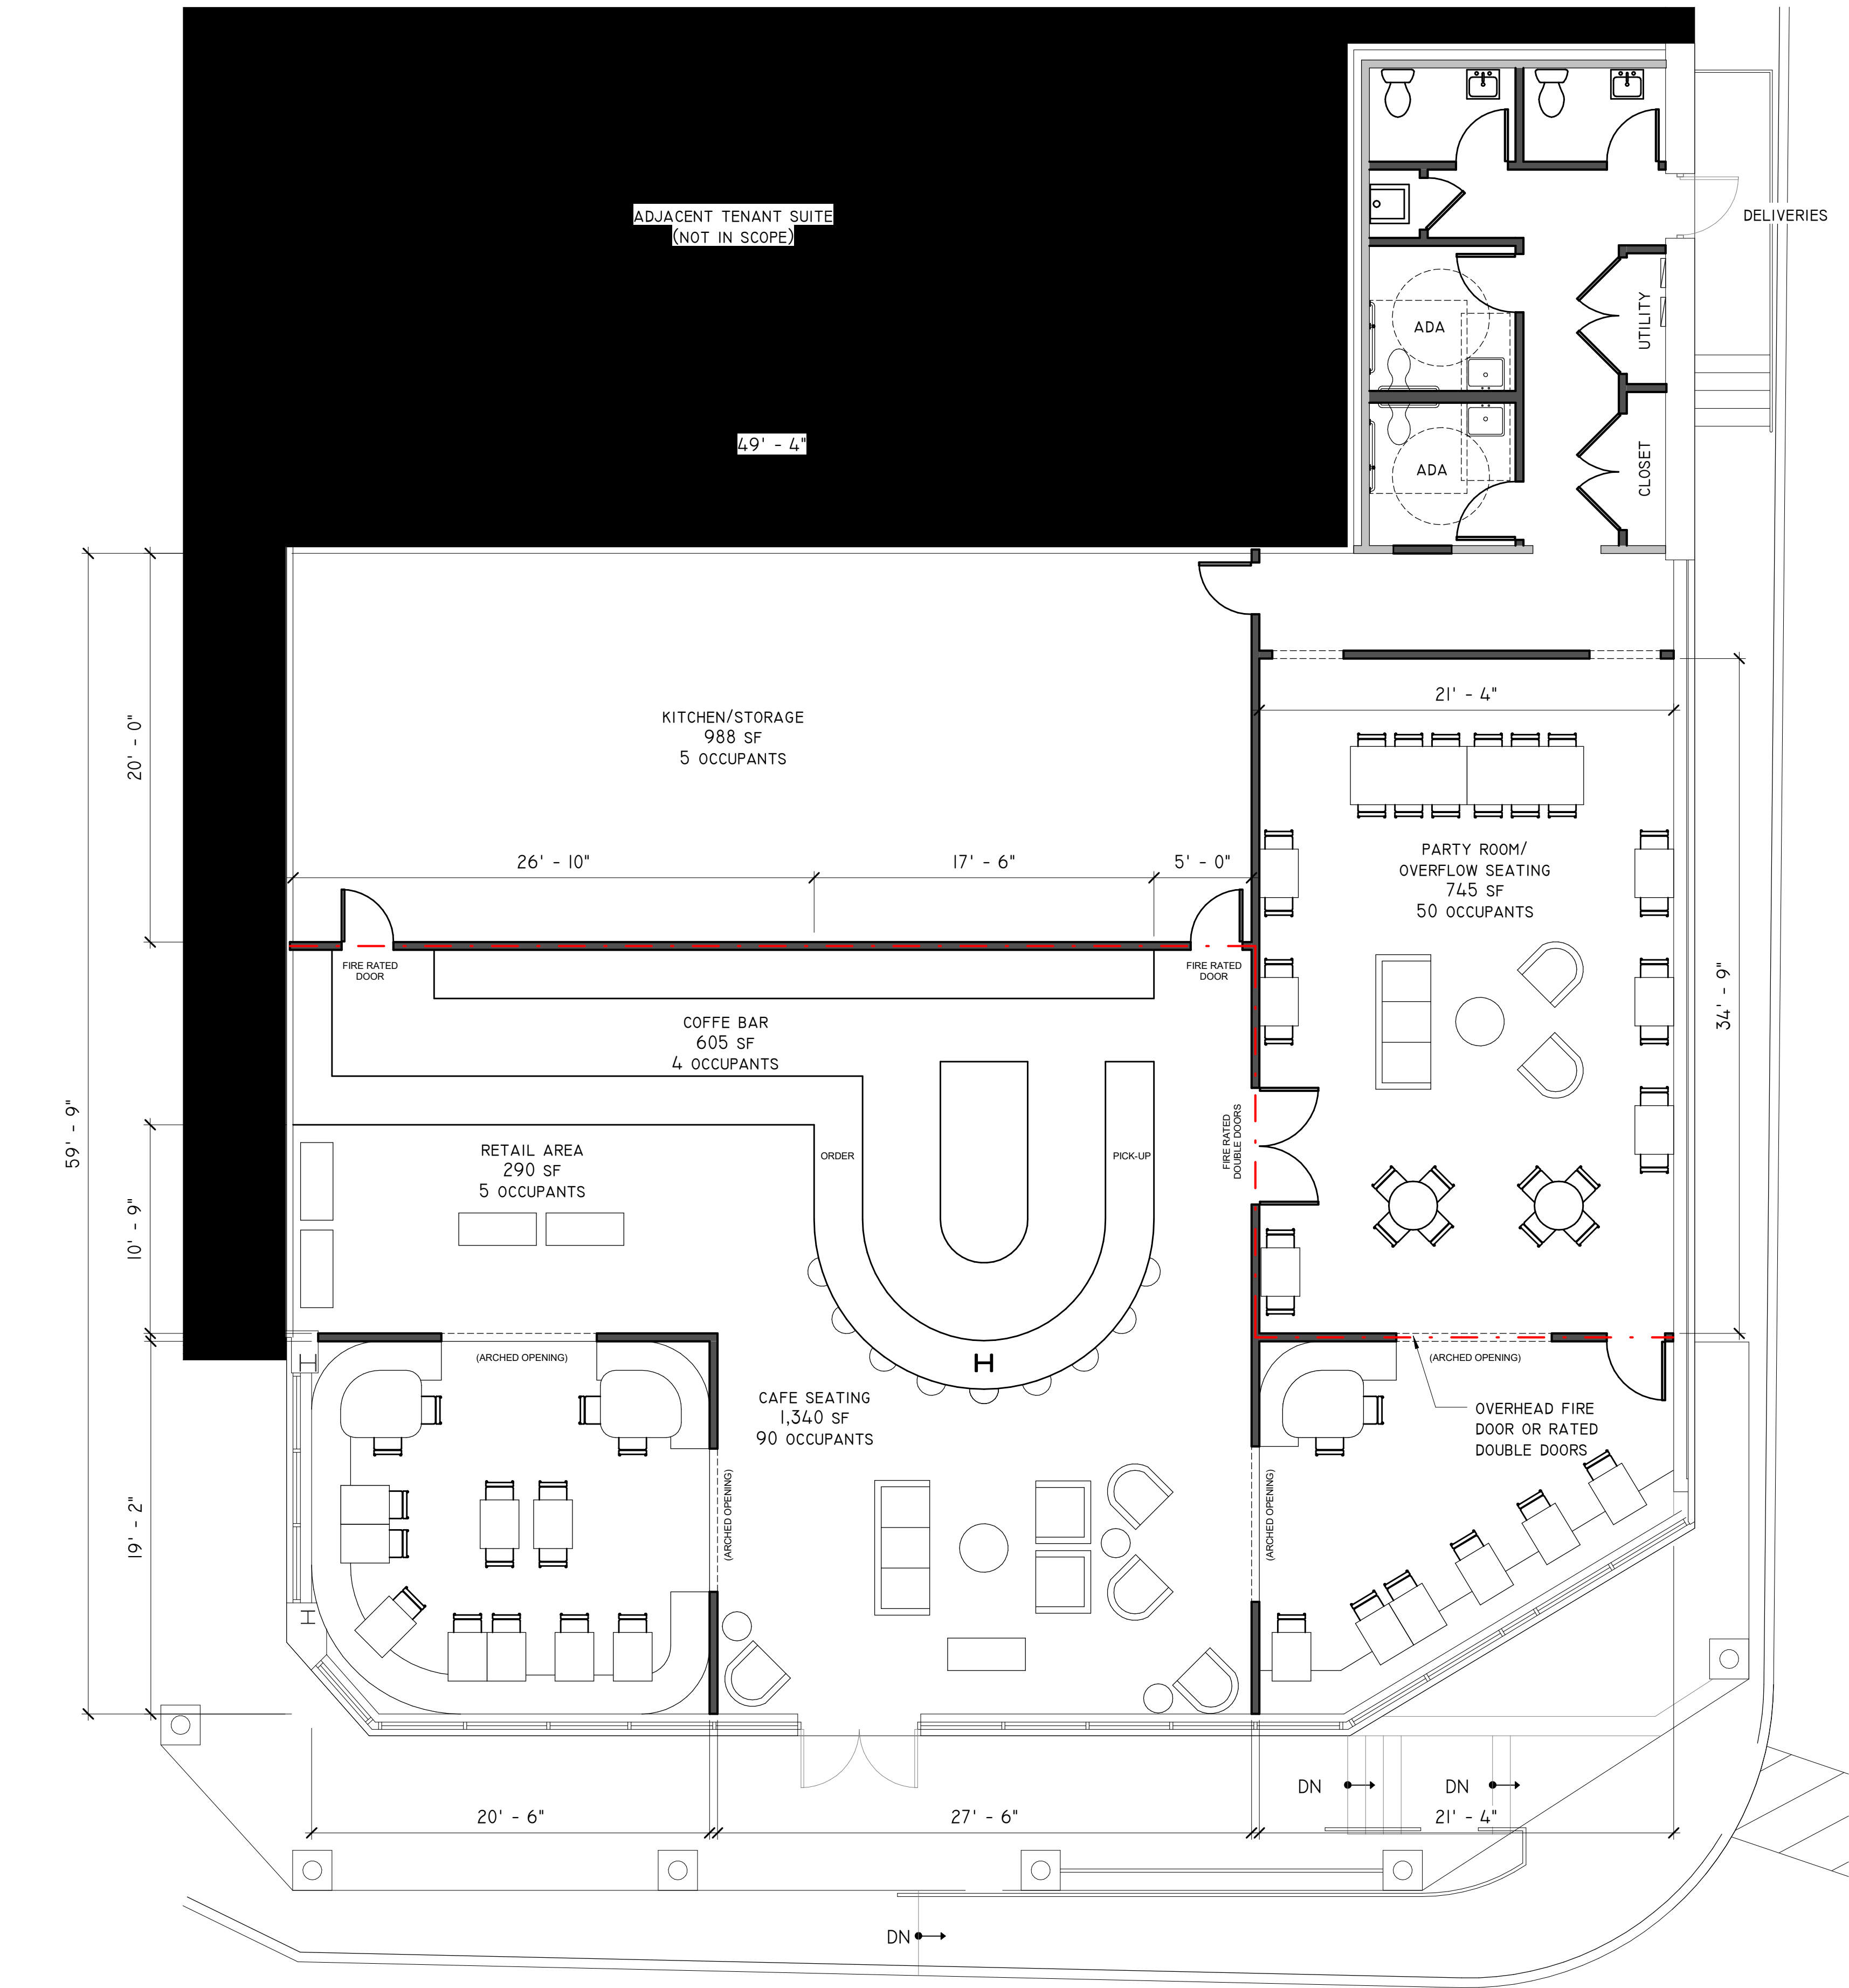 DELIVERIES
ADJACENT TENANT SUITE
(NOT IN SCOPE)
ADA
UTILITY
49' - 4"
ADA
CLOSET
20' - 0"
KITCHEN/STORAGE
988 SF
5 OCCUPANTS
21' - 4"
26' - 10"
17' - 6"
5' - 0"
PARTY ROOM/
OVERFLOW SEATING
745 SF
50 OCCUPANTS
FIRE RATED
DOOR
FIRE RATED
DOOR
34' - 9"
COFFE BAR
605 SF
4 OCCUPANTS
59' - 9"
FIRE RATED
DOUBLE DOORS
RETAIL AREA
290 SF
5 OCCUPANTS
ORDER
PICK-UP
10' - 9"
(ARCHED OPENING)
H
H
(ARCHED OPENING)
CAFE SEATING
1,340 SF
90 OCCUPANTS
OVERHEAD FIRE
DOOR OR RATED
DOUBLE DOORS
19' - 2"
(ARCHED OPENING)
(ARCHED OPENING)
H
DN
DN
20' - 6"
27' - 6"
21' - 4"
DN